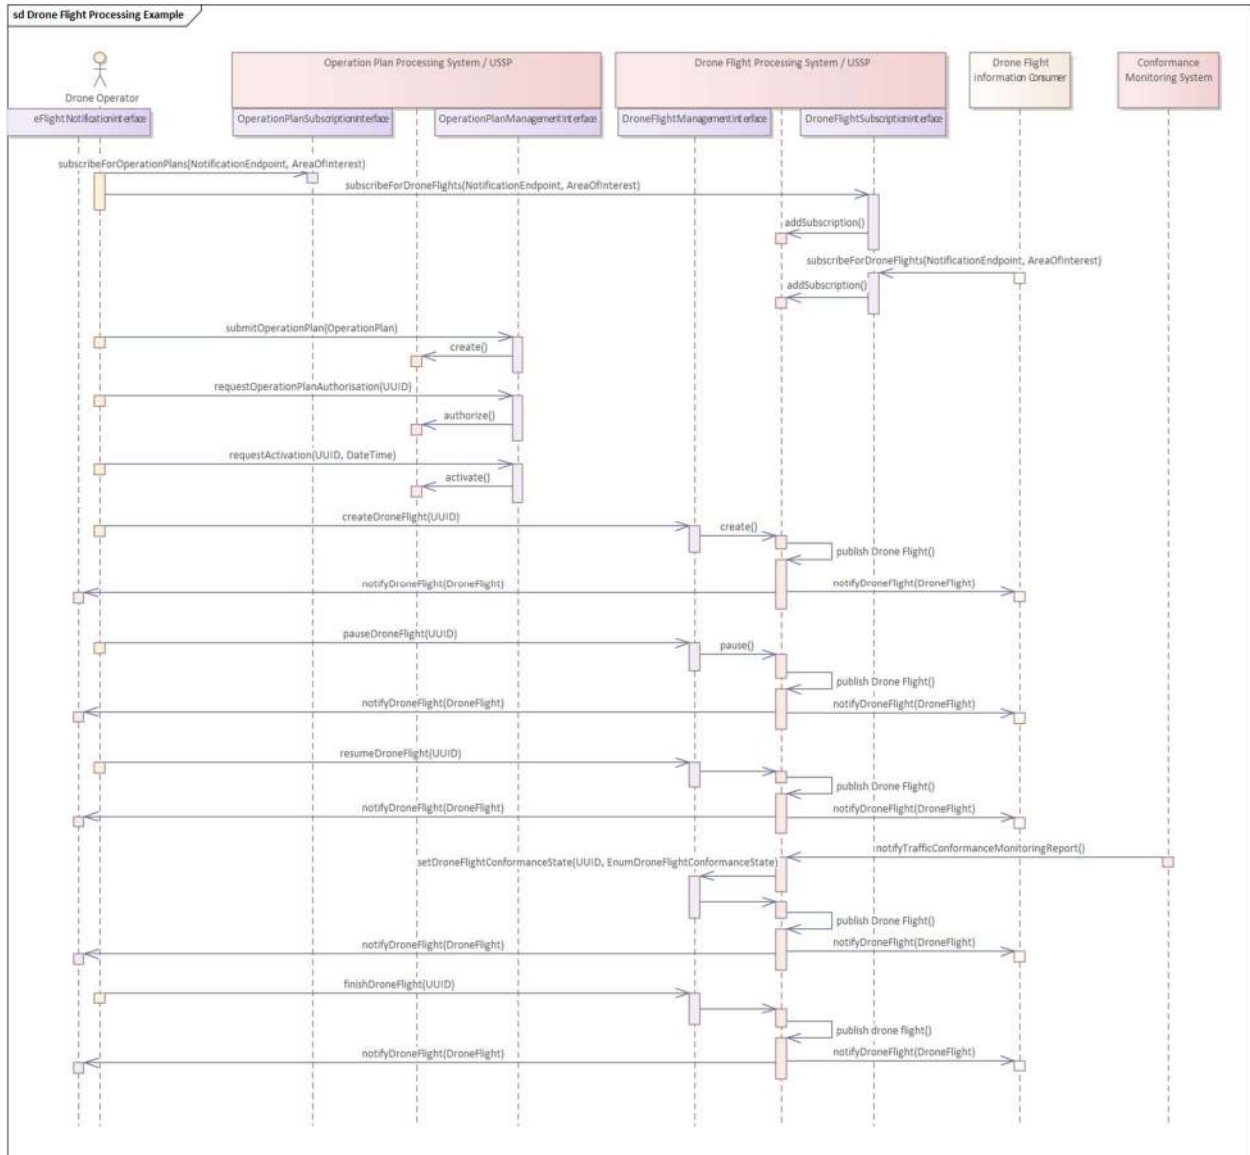 sd Drone Flight Processing Example
Operation Plan Processing System / USSP
Drone Flight Processing System / USSP
Drone Flight
Information Consumer
Conformance
Monitoring System
Drone Operator
eFlightNotificationInterface
OperationPlanSubscriptionInterface
OperationPlanManagementInterface
DroneFlightManagementInterface
DroneFlightSubscriptionInterface
subscribeForOperationPlans(NotificationEndpoint, AreaOfInterest)
subscribeForDroneFlights(NotificationEndpoint, AreaOfInterest)
addSubscription()
subscribeForDroneFlights(NotificationEndpoint, AreaOfInterest)
addSubscription()
submitOperationPlan(OperationPlan)
create()
requestOperationPlanAuthorisation(UUID)
authorize()
requestActivation(UUID, DateTime)
activate()
createDroneFlight(UUID)
create()
publish Drone Flight()
notifyDroneFlight(DroneFlight)
notifyDroneFlight(DroneFlight)
pauseDroneFlight(UUID)
pause()
publish Drone Flight()
notifyDroneFlight(DroneFlight)
notifyDroneFlight(DroneFlight)
resumeDroneFlight(UUID)
publish Drone Flight()
notifyDroneFlight(DroneFlight)
notifyDroneFlight(DroneFlight)
notifyTrafficConformanceMonitoringReport()
setDroneFlightConformanceState(UUID, EnumDroneFlightConformanceState)
publish Drone Flight()
notifyDroneFlight(DroneFlight)
notifyDroneFlight(DroneFlight)
finishDroneFlight(UUID)
publish drone flight()
notifyDroneFlight(DroneFlight)
notifyDroneFlight(DroneFlight)